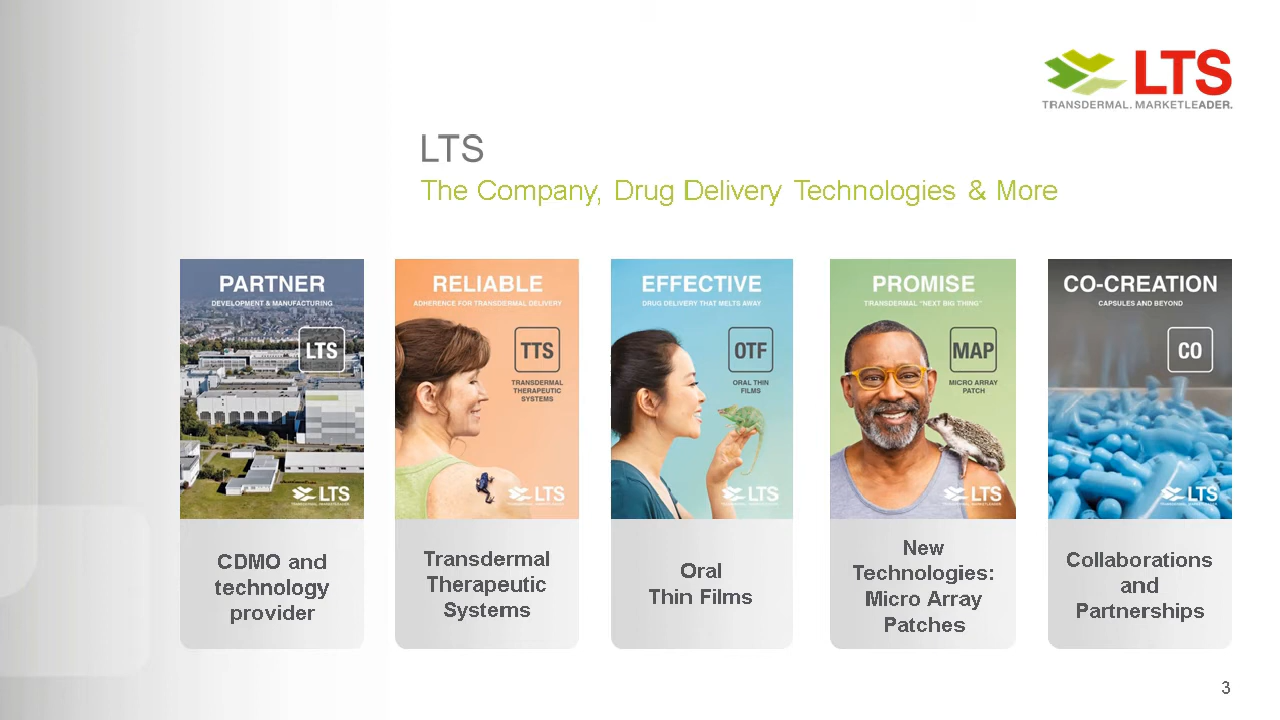 LTS
TRANSDERMAL. MARKETLEADER.
LTS
The Company, Drug Delivery Technologies & More
PARTNER
DEVELOPMENT & MANUFACTURING
LTS
LTS
CDMO and
technology
provider
RELIABLE
ADHERENCE FOR TRANSDERMAL DELIVERY
TTS
TRANSDERMAL
THERAPEUTIC
SYSTEMS
LTS
Transdermal
Therapeutic
Systems
EFFECTIVE
DRUG DELIVERY THAT MELTS AWAY
OTF
ORAL THIN
FILMS
LTS
Oral
Thin Films
PROMISE
TRANSDERMAL "NEXT BIG THING"
MAP
MICRO ARRAY
PATCH
LTS
New
Technologies:
Micro Array
Patches
CO-CREATION
CAPSULES AND BEYOND
CO
LTS
Collaborations
and
Partnerships
3